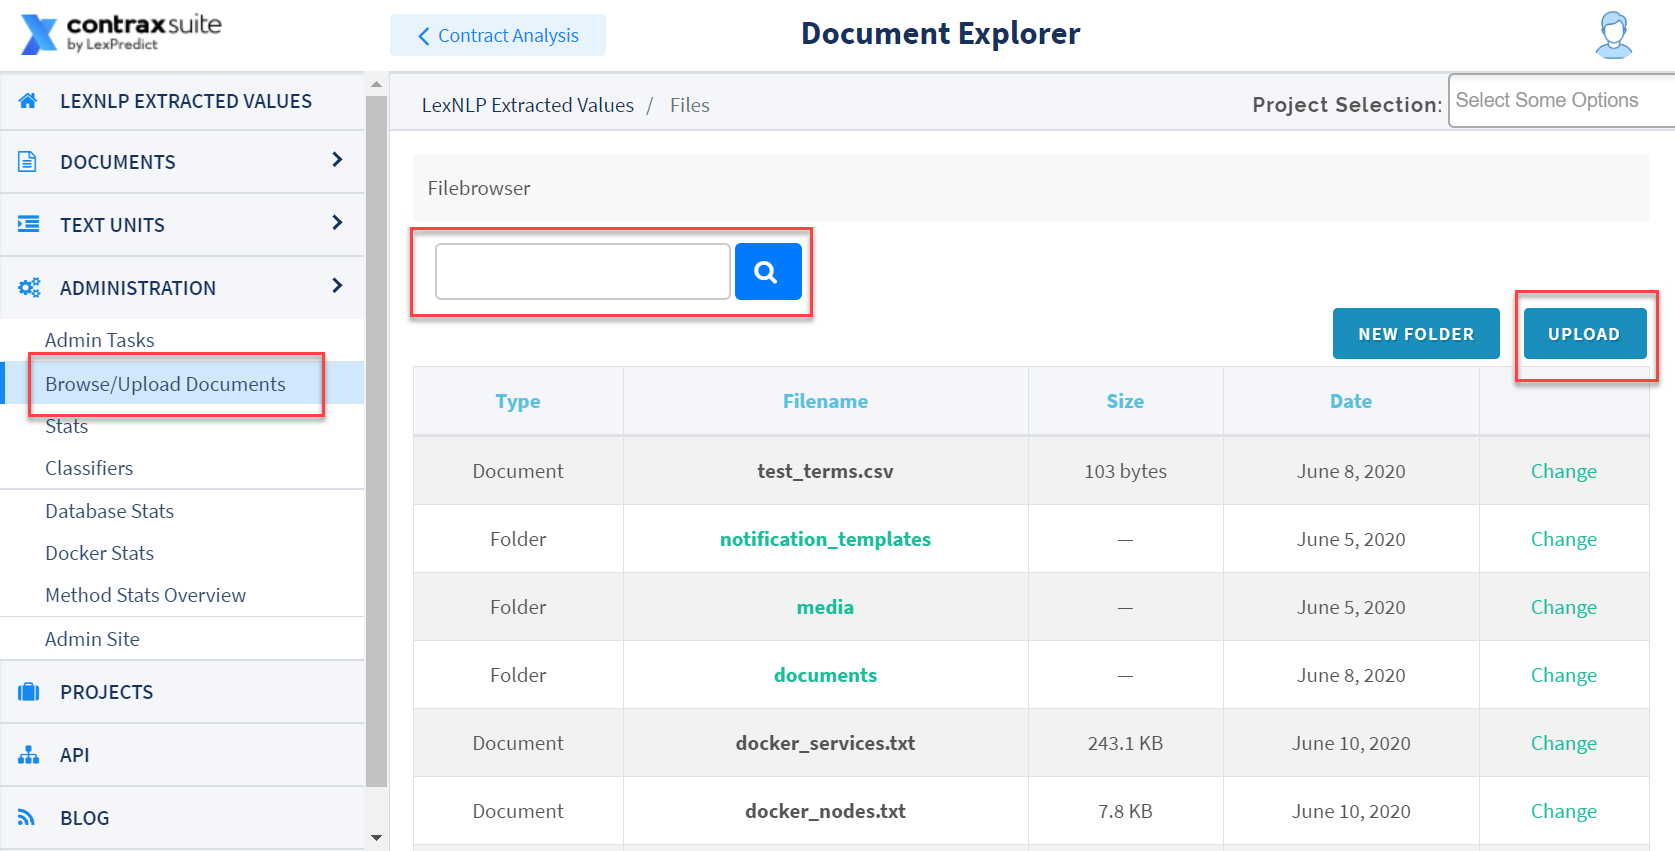 contraxsuite
by LexPredict
Contract Analysis
Document Explorer
LEXNLP EXTRACTED VALUES
DOCUMENTS
TEXT UNITS
ADMINISTRATION
Admin Tasks
Browse/Upload Documents
Stats
Classifiers
Database Stats
Docker Stats
Method Stats Overview
Admin Site
PROJECTS
API
BLOG
LexNLP Extracted Values / Files
Project Selection: Select Some Options
Filebrowser
NEW FOLDER UPLOAD
Type Filename Size Date
Document test_terms.csv 103 bytes June 8, 2020 Change
Folder notification_templates — June 5, 2020 Change
Folder media — June 5, 2020 Change
Folder documents — June 8, 2020 Change
Document docker_services.txt 243.1 KB June 10, 2020 Change
Document docker_nodes.txt 7.8 KB June 10, 2020 Change